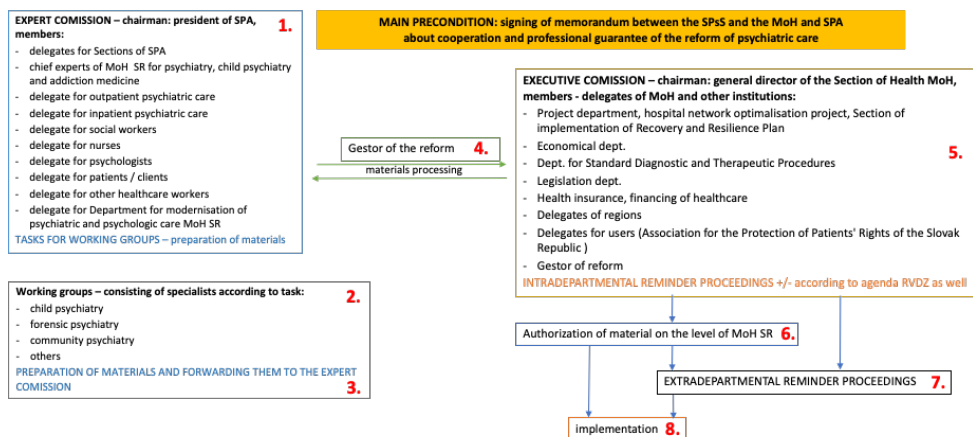 EXPERT COMISSION – chairman: president of SPA,
members:
1.
- delegates for Sections of SPA
- chief experts of MoH SR for psychiatry, child psychiatry
and addiction medicine
- delegate for outpatient psychiatric care
- delegate for inpatient psychiatric care
- delegate for social workers
- delegate for nurses
- delegate for psychologists
- delegate for patients / clients
- delegate for other healthcare workers
- delegate for Department for modernisation of
psychiatric and psychologic care MoH SR
TASKS FOR WORKING GROUPS – preparation of materials
Working groups – consisting of specialists according to task:
2.
- child psychiatry
- forensic psychiatry
- community psychiatry
- others
PREPARATION OF MATERIALS AND FORWARDING THEM TO THE EXPERT
COMISSION
3.
MAIN PRECONDITION: signing of memorandum between the SPsS and the MoH and SPA
about cooperation and professional guarantee of the reform of psychiatric care
Gestor of the reform 4.
materials processing
EXECUTIVE COMISSION – chairman: general director of the Section of Health MoH,
members - delegates of MoH and other institutions:
- Project department, hospital network optimalisation project, Section of
implementation of Recovery and Resilience Plan
- Economical dept.
5.
- Dept. for Standard Diagnostic and Therapeutic Procedures
- Legislation dept.
- Health insurance, financing of healthcare
- Delegates of regions
- Delegates for users (Association for the Protection of Patients' Rights of the Slovak
Republic )
- Gestor of reform
INTRADEPARTMENTAL REMINDER PROCEEDINGS +/- according to agenda RVDZ as well
Authorization of material on the level of MoH SR 6.
EXTRADEPARTMENTAL REMINDER PROCEEDINGS 7.
implementation 8.